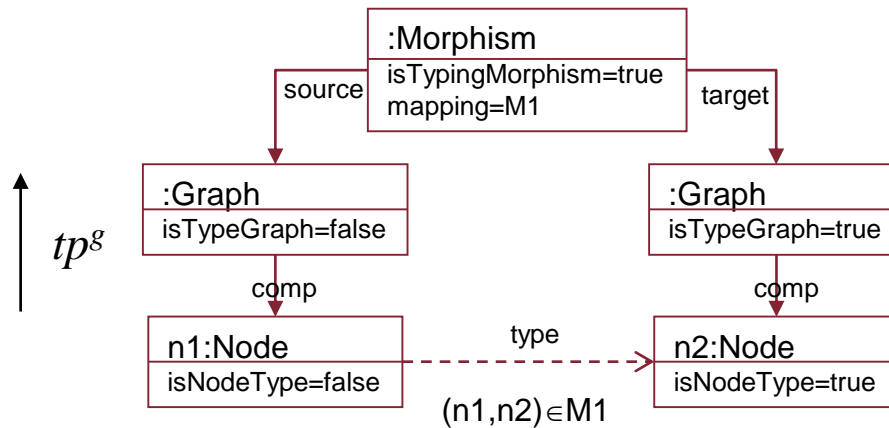 :Morphism
isTypingMorphism=true
mapping=M1
source
target
:Graph
isTypeGraph=false
:Graph
isTypeGraph=true
tp^g
comp
comp
n1:Node
isNodeType=false
type
n2:Node
isNodeType=true
(n1,n2)∈M1